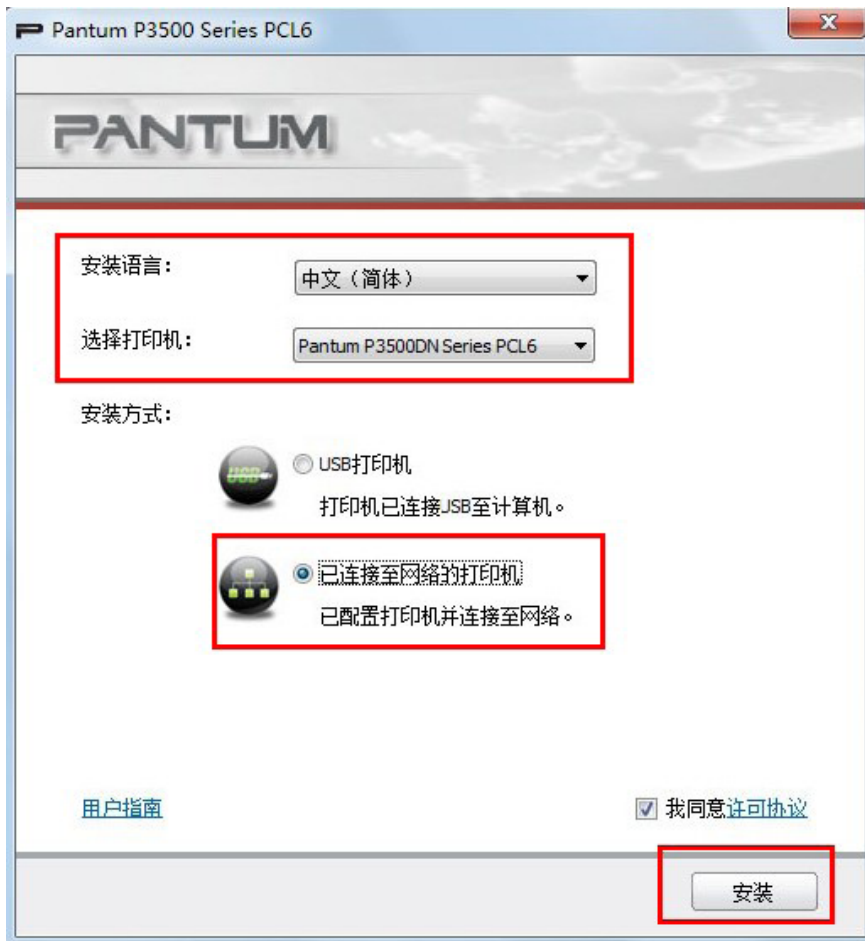 Pantum P3500 Series PCL6
PANTUM
安装语言：
中文（简体）
选择打印机：
Pantum P3500DN Series PCL6
安装方式：
USB
USB打印机
打印机已连接USB至计算机。
已连接至网络的打印机
已配置打印机并连接至网络。
用户指南
我同意许可协议
安装